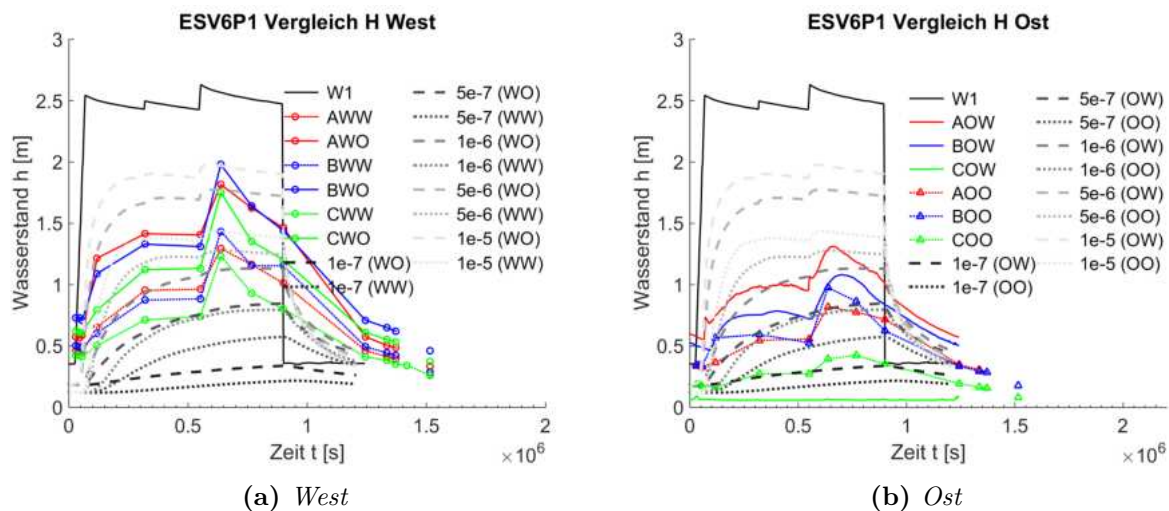 ESV6P1 Vergleich H West
3
2.5
2
1.5
1
0.5
0
Wasserstand h [m]
W1
AWW
AWO
BWW
BWO
CWW
CWO
1e-7 (WO)
1e-7 (WW)
5e-7 (WO)
5e-7 (WW)
1e-6 (WO)
1e-6 (WW)
5e-6 (WO)
5e-6 (WW)
1e-5 (WO)
1e-5 (WW)
0 0.5 1 1.5 2
Zeit t [s]
×10^6
(a) West
ESV6P1 Vergleich H Ost
3
2.5
2
1.5
1
0.5
0
Wasserstand h [m]
W1
AOW
BOW
COW
AOO
BOO
COO
1e-7 (OW)
1e-7 (OO)
5e-7 (OW)
5e-7 (OO)
1e-6 (OW)
1e-6 (OO)
5e-6 (OW)
5e-6 (OO)
1e-5 (OW)
1e-5 (OO)
0 0.5 1 1.5 2
Zeit t [s]
×10^6
(b) Ost